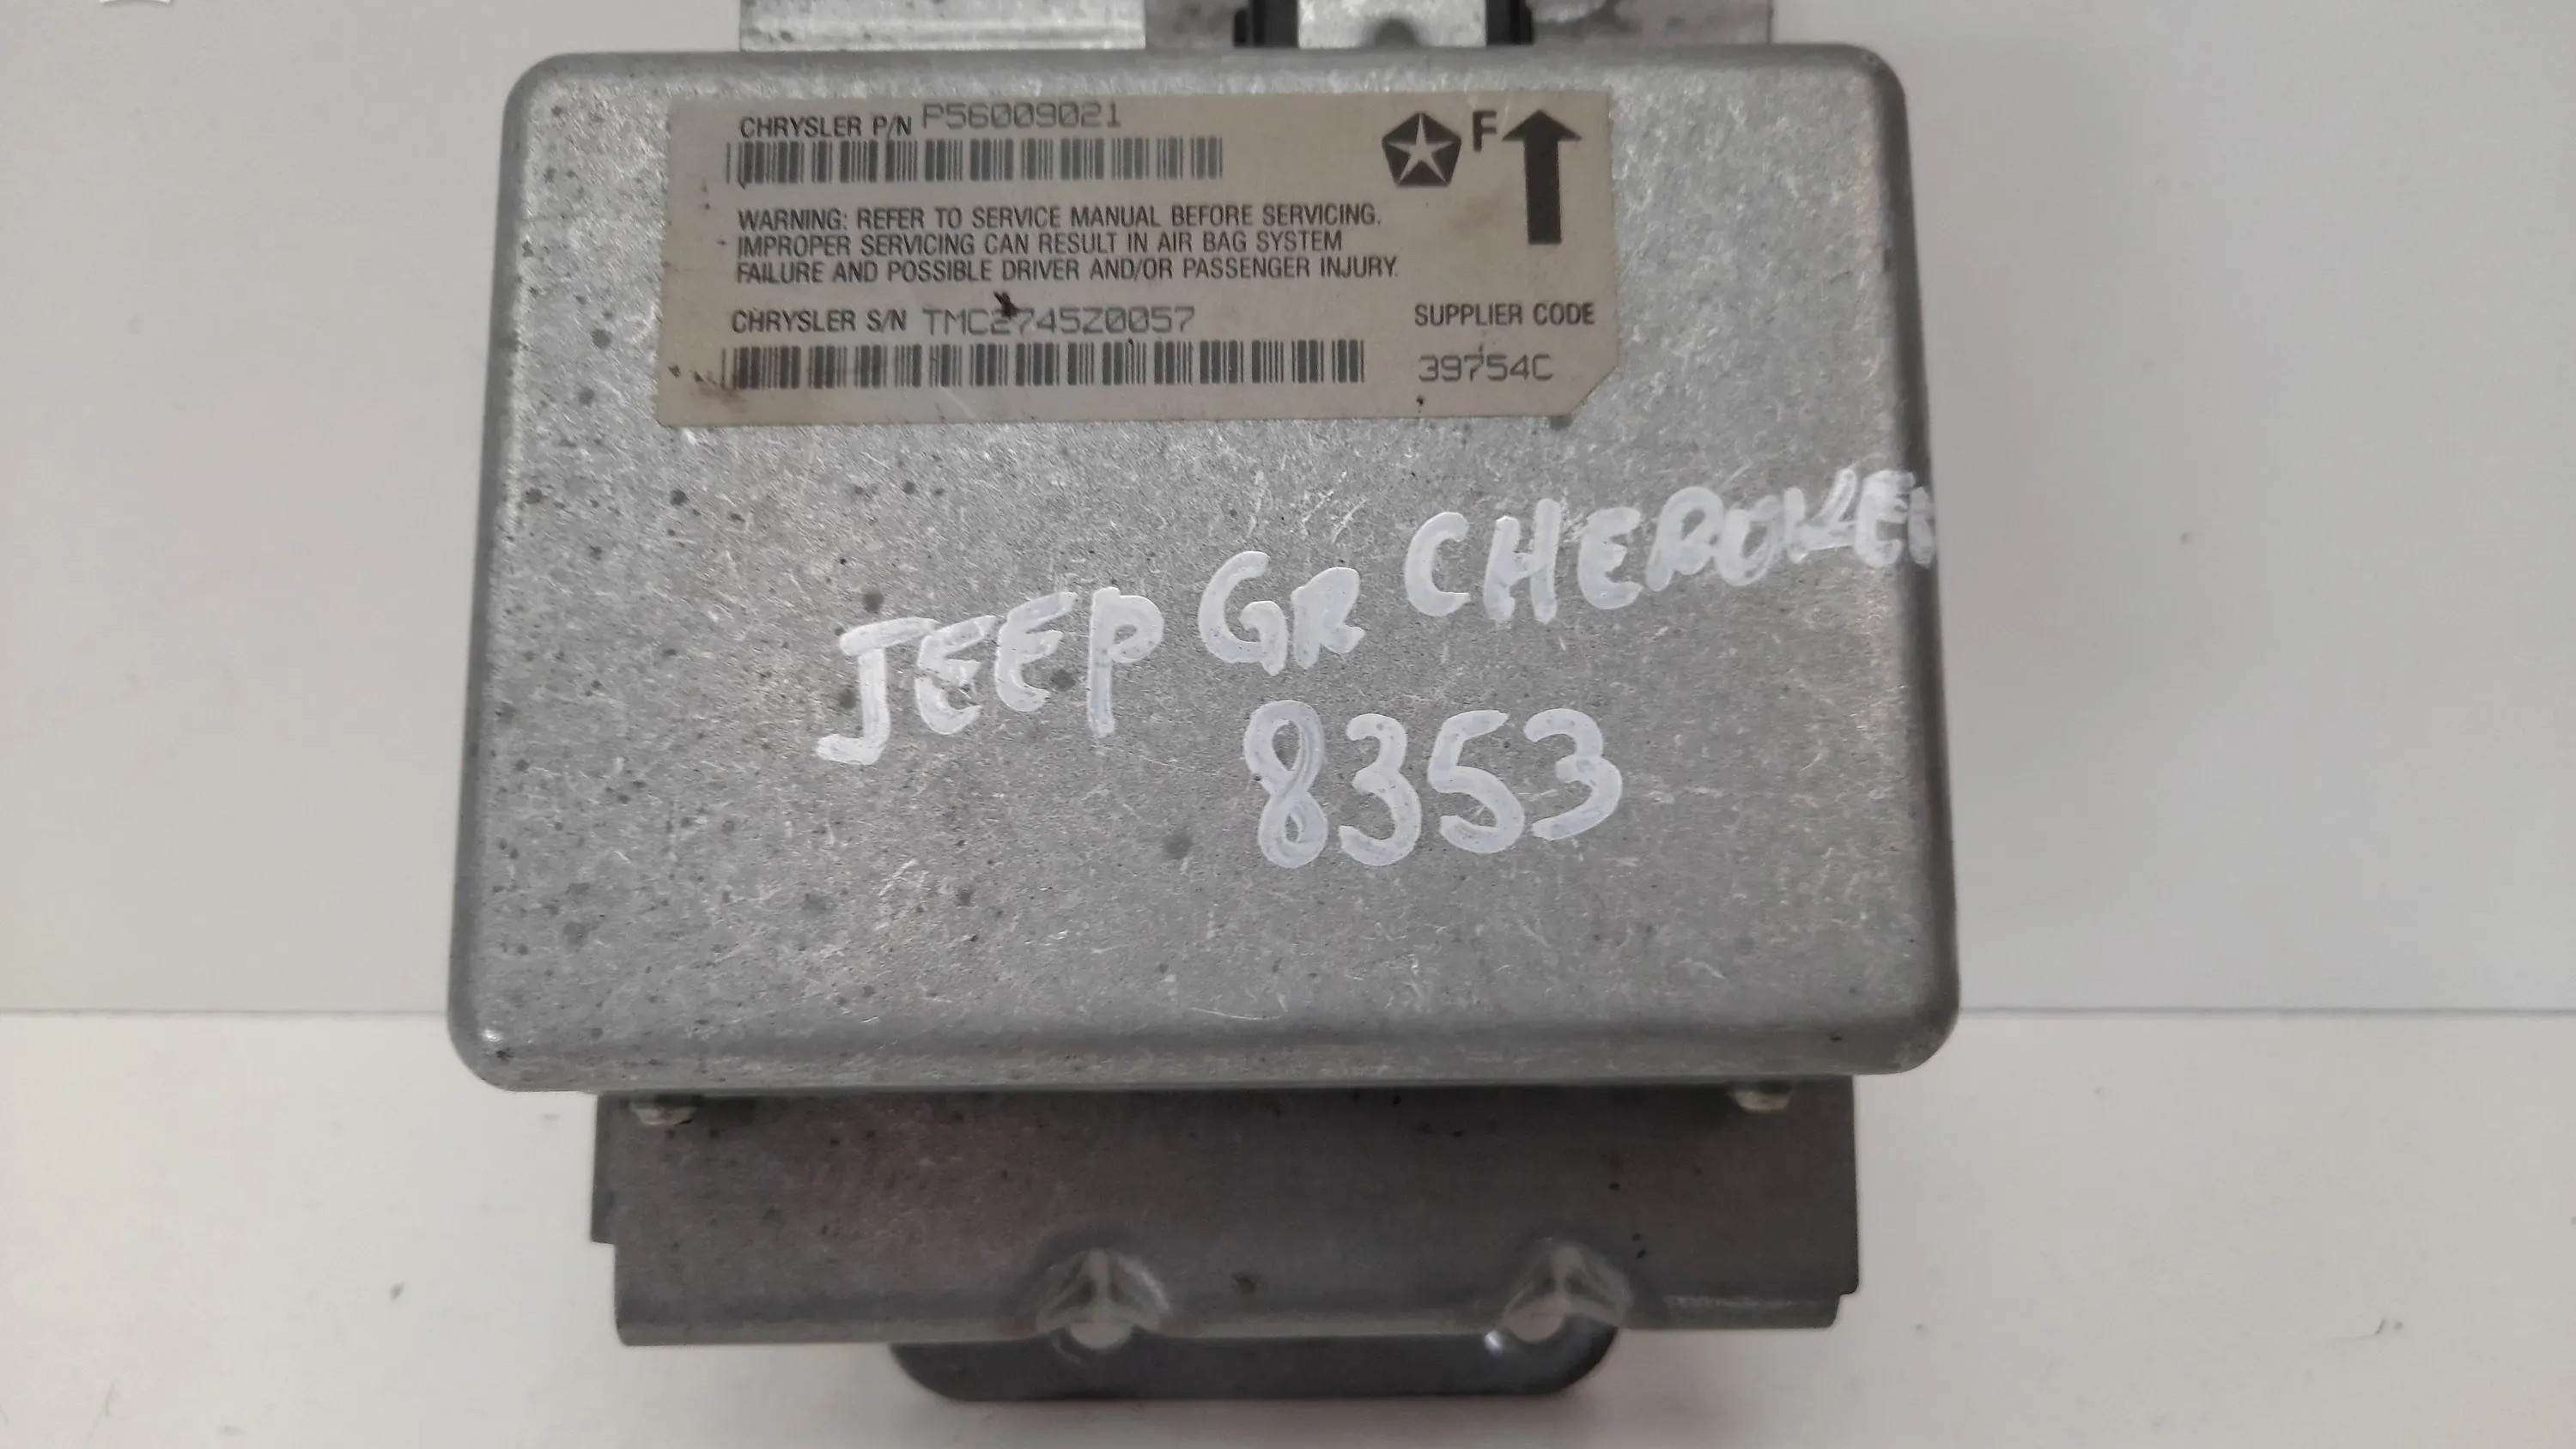 CHRYSLER P/N P56009021
F
WARNING: REFER TO SERVICE MANUAL BEFORE SERVICING.
IMPROPER SERVICING CAN RESULT IN AIR BAG SYSTEM
FAILURE AND POSSIBLE DRIVER AND/OR PASSENGER INJURY.
CHRYSLER S/N TMC2745Z0057
SUPPLIER CODE
39754C
JEEP GR CHEROKEE
8353